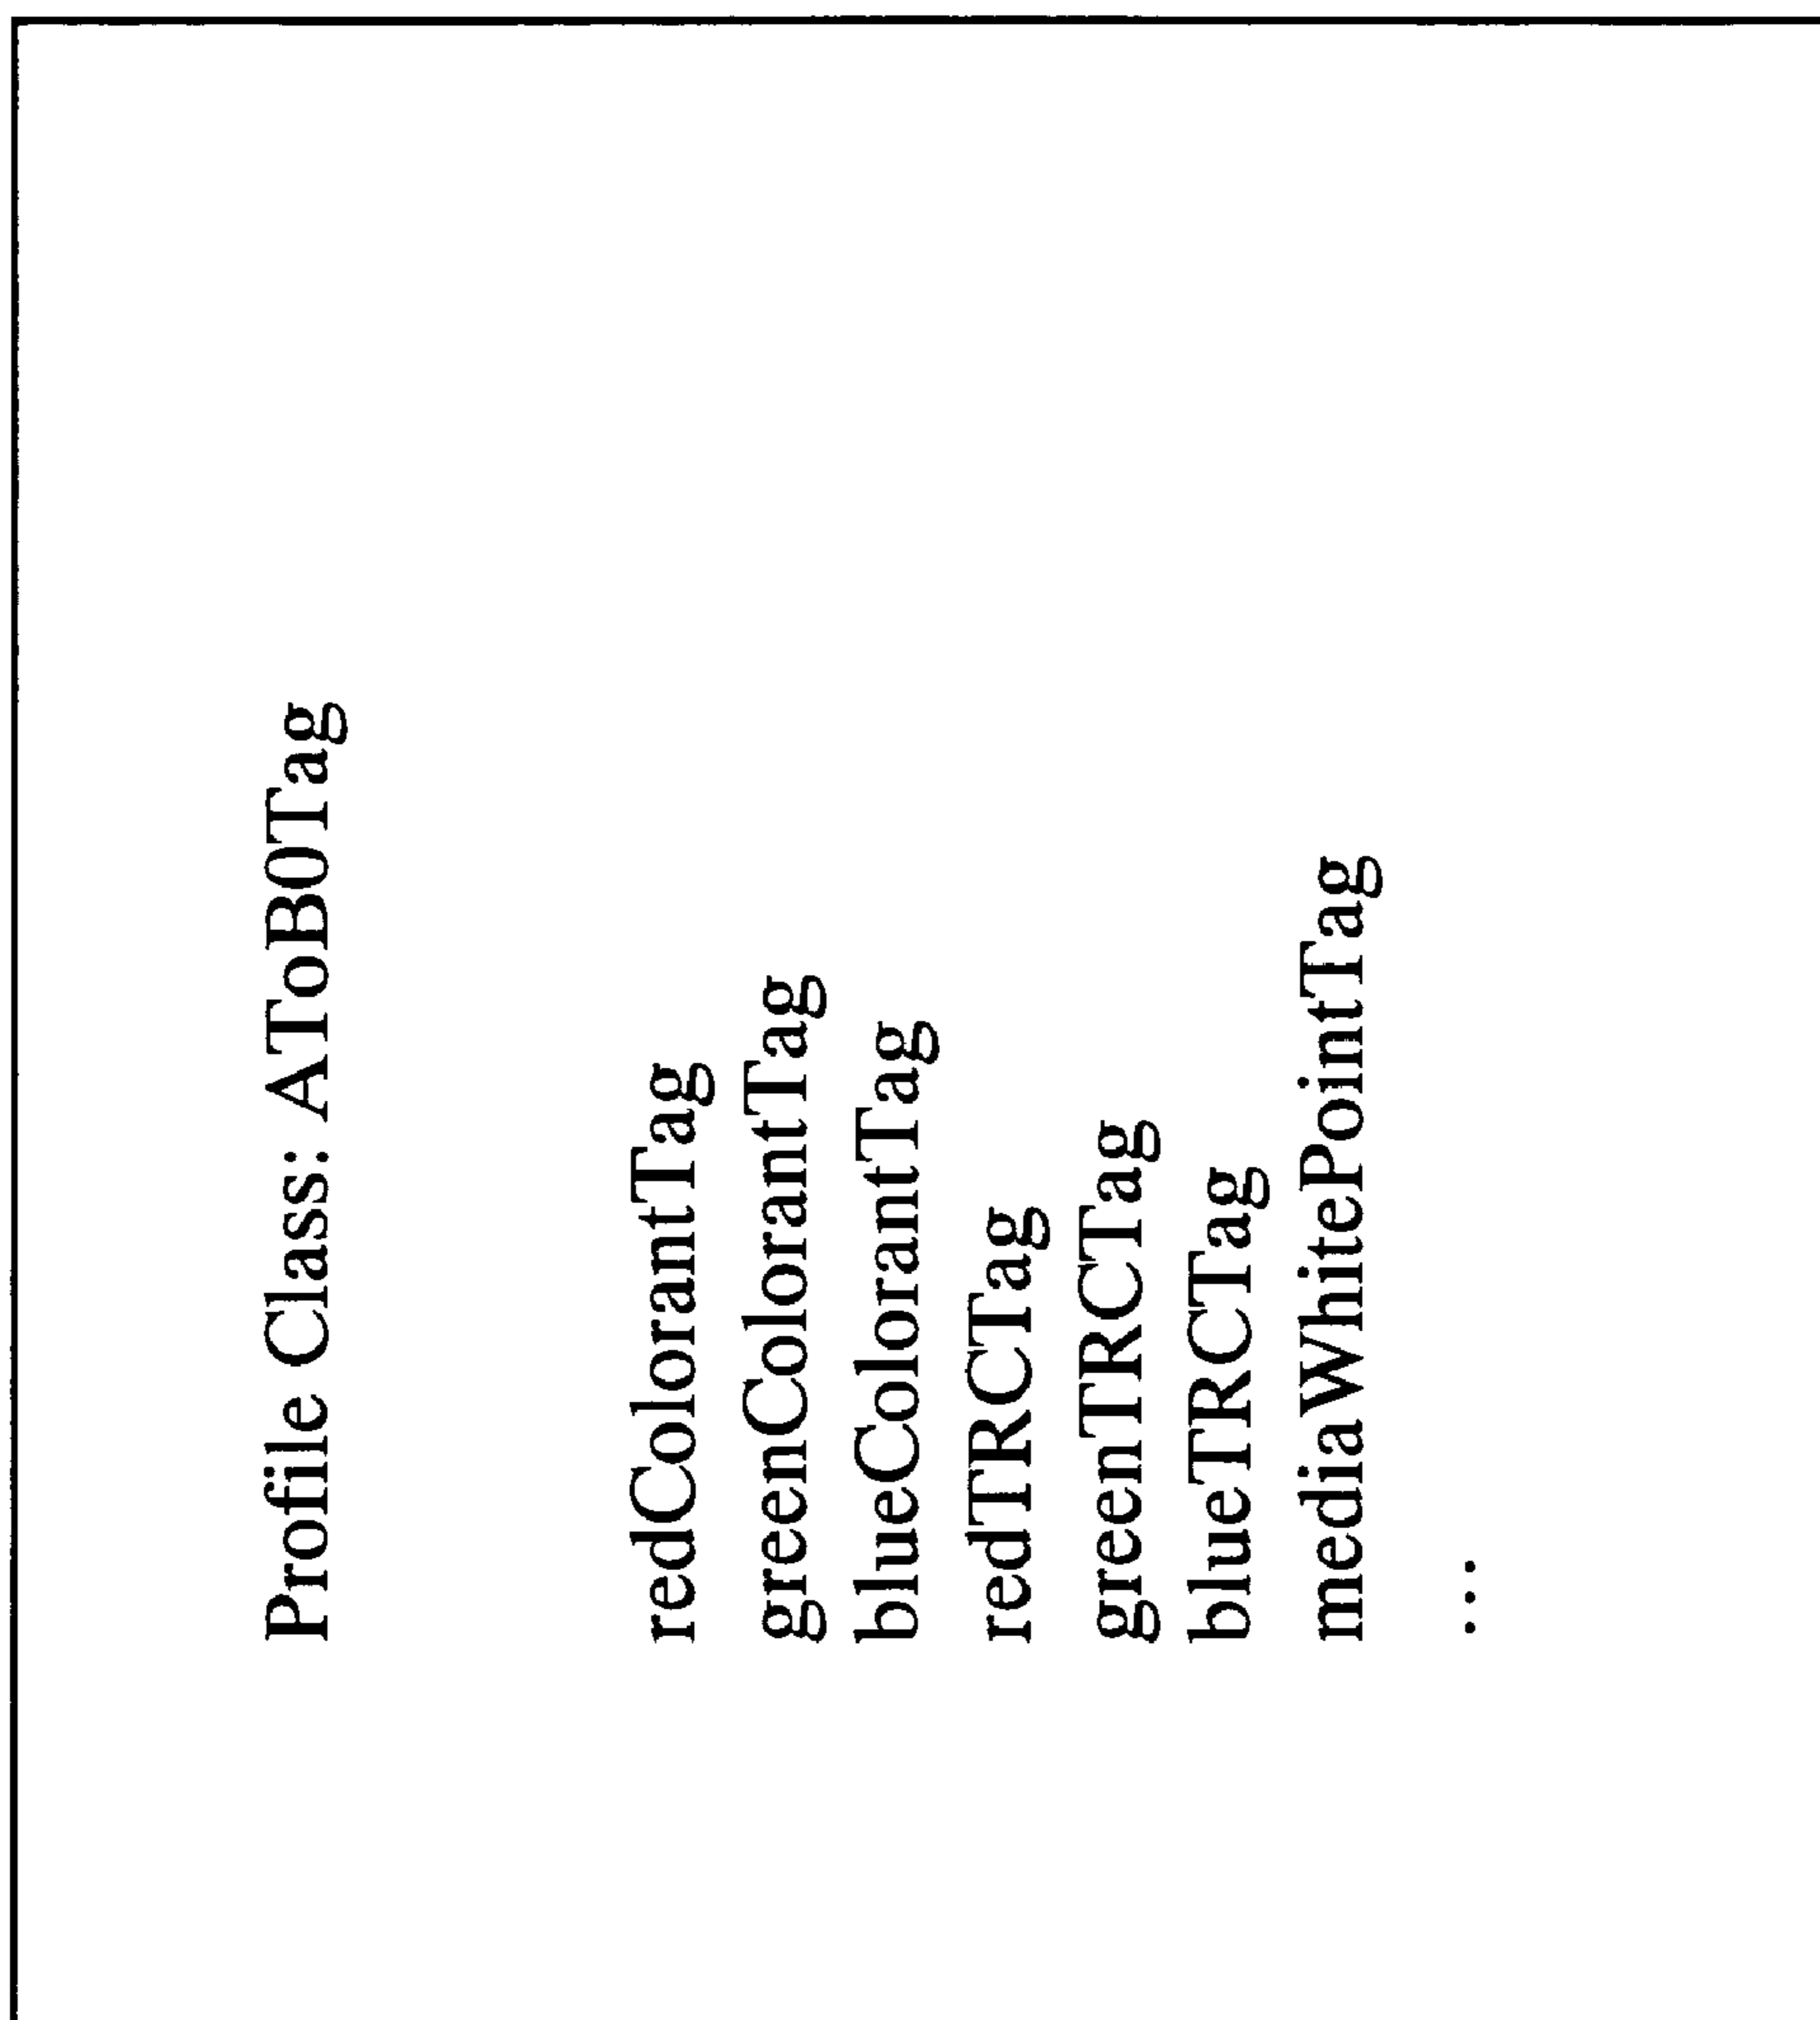 Profile Class: AToB0Tag
redColorantTag
greenColorantTag
blueColorantTag
redTRCTag
greenTRCTag
blueTRCTag
mediaWhitePointTag
...